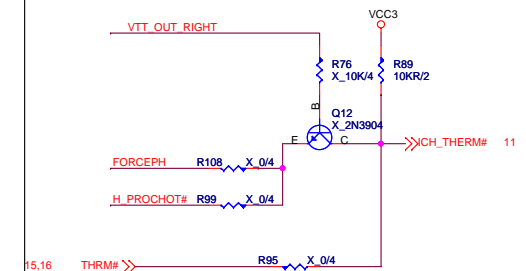 VCC3
VTT_OUT_RIGHT
R76
X_10K/4
R89
10KR/2
B
Q12
X_2N3904
E
C
ICH_THERM# 11
FORCEPH
R108
X_0/4
H_PROCHOT#
R99
X_0/4
R95
X_0/4
15,16
THRM#